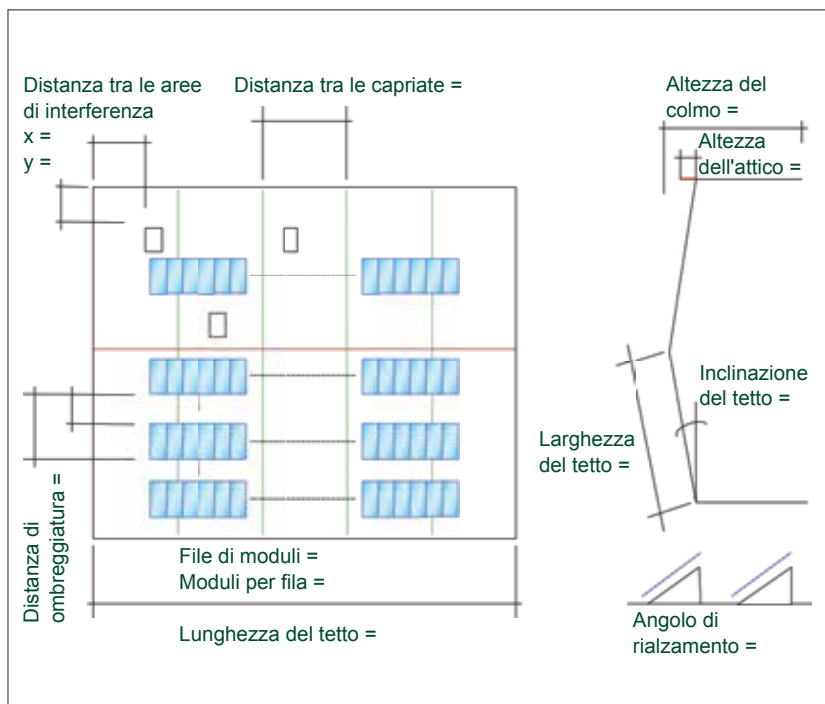 Distanza tra le aree
di interferenza
x =
y =
Distanza tra le capriate =
Altezza del
colmo =
Altezza
dell'attico =
Inclinazione
del tetto =
Larghezza
del tetto =
Distanza di
ombreggiatura =
File di moduli =
Moduli per fila =
Lunghezza del tetto =
Angolo di
rialzamento =